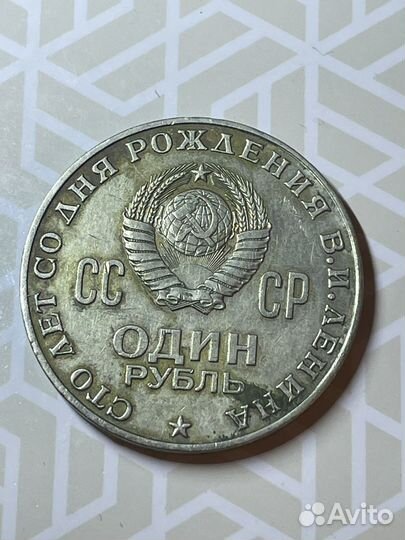 СТО ЛЕТ СО ДНЯ РОЖДЕНИЯ В.И.ЛЕНИНА
СС СР
ОДИН
РУБЛЬ
Avito